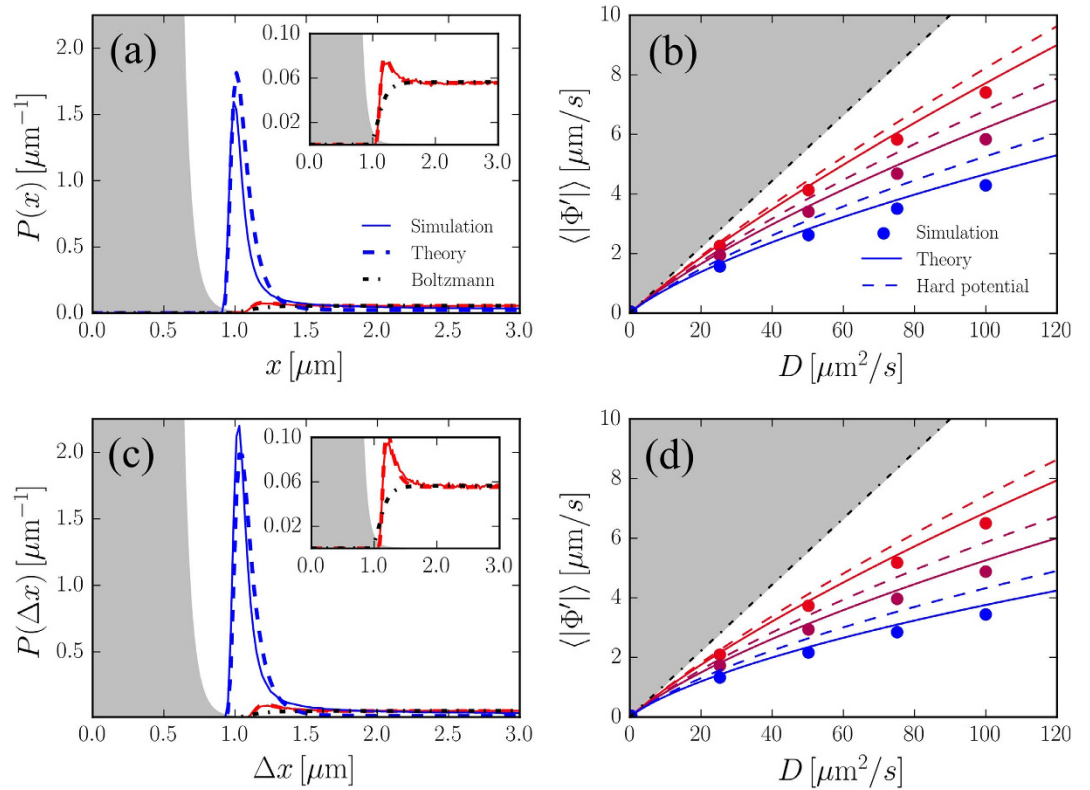 (a)
P(x) [μm⁻¹]
2.0
1.5
1.0
0.5
0.0
0.0 0.5 1.0 1.5 2.0 2.5 3.0
x [μm]
0.10
0.06
0.02
0.0 1.0 2.0 3.0
Simulation
Theory
Boltzmann
(b)
⟨|Φ′|⟩ [μm/s]
10
8
6
4
2
0
0 20 40 60 80 100 120
D [μm²/s]
Simulation
Theory
Hard potential
(c)
P(Δx) [μm⁻¹]
2.0
1.5
1.0
0.5
0.0 0.5 1.0 1.5 2.0 2.5 3.0
Δx [μm]
0.10
0.06
0.02
0.0 1.0 2.0 3.0
(d)
⟨|Φ′|⟩ [μm/s]
10
8
6
4
2
0
0 20 40 60 80 100 120
D [μm²/s]